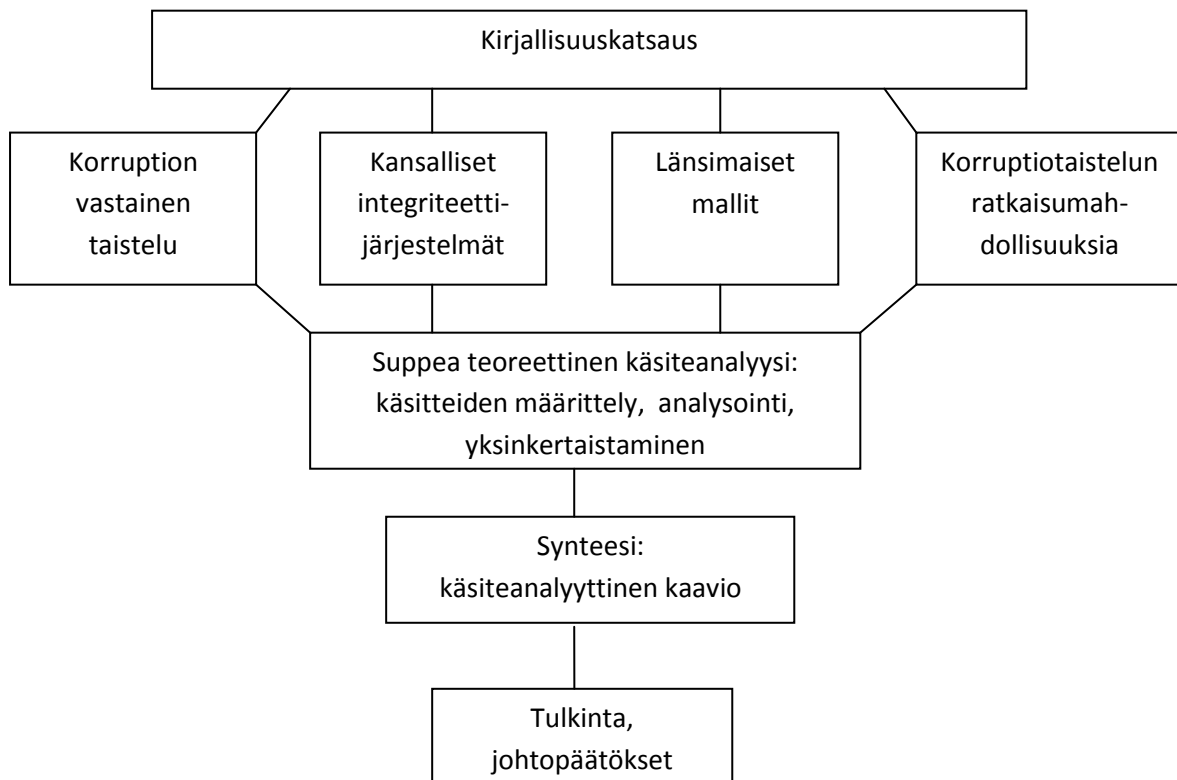 Kirjallisuuskatsaus
Korruption
vastainen
taistelu
Kansalliset
integriteetti-
järjestelmät
Länsimaiset
mallit
Korruptiotaistelun
ratkaisumah-
dollisuuksia
Suppea teoreettinen käsiteanalyysi:
käsitteiden määrittely, analysointi,
yksinkertaistaminen
Synteesi:
käsiteanalyyttinen kaavio
Tulkinta,
johtopäätökset